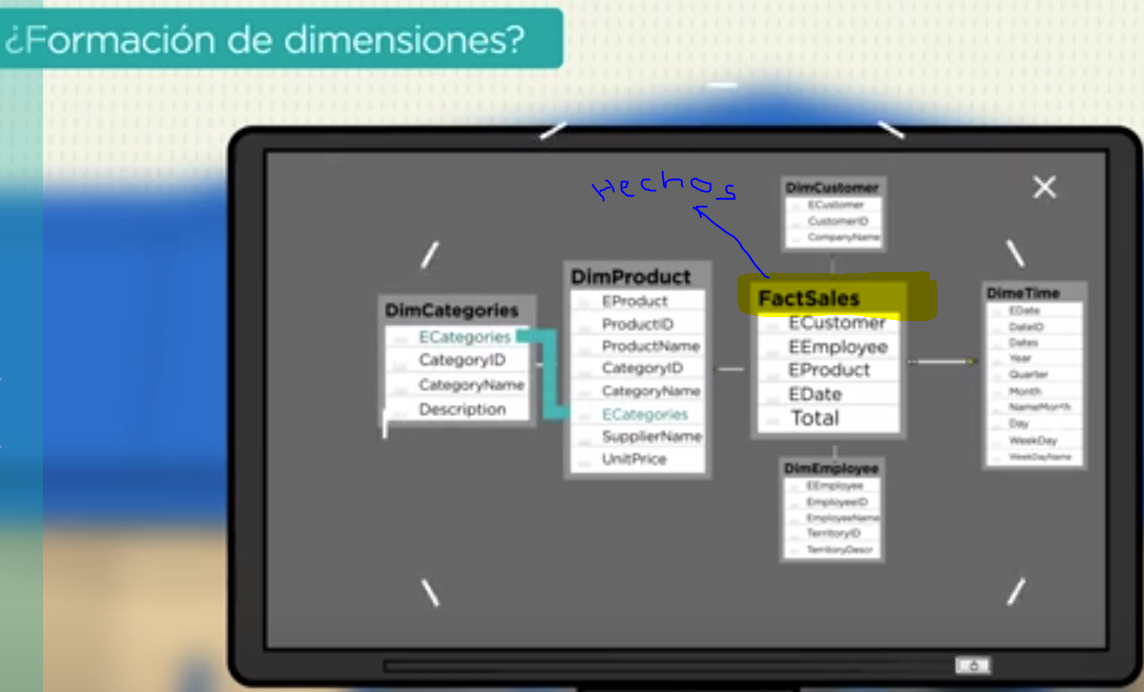 ¿Formación de dimensiones?
Hechos
DimCustomer
ECustomer
CustomerID
CompanyName
DimCategories
ECategories
CategoryID
CategoryName
Description
DimProduct
EProduct
ProductID
ProductName
CategoryID
CategoryName
ECategories
SupplierName
UnitPrice
FactSales
ECustomer
EEmployee
EProduct
EDate
Total
DimeTime
EDate
DateID
Dates
Year
Quarter
Month
NameMonth
Day
WeekDay
WeekDayName
DimEmployee
EEmployee
EmployeeID
EmployeeName
TerritoryID
TerritoryDescr